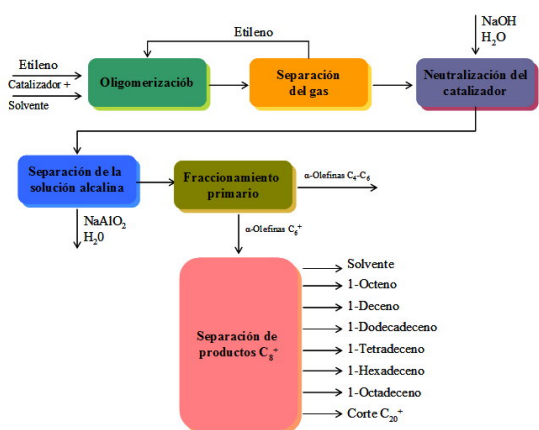 Etileno
NaOH
H₂O
Etileno
Catalizador +
Solvente
Oligomerizaciób
Separación
del gas
Neutralización del
catalizador
Separación de la
solución alcalina
Fraccionamiento
primario
α-Olefinas C₄-C₆
NaAlO₂
H₂0
α-Olefinas C₆⁺
Separación de
productos C₈⁺
Solvente
1-Octeno
1-Deceno
1-Dodecadeceno
1-Tetradeceno
1-Hexadeceno
1-Octadeceno
Corte C₂₀⁺